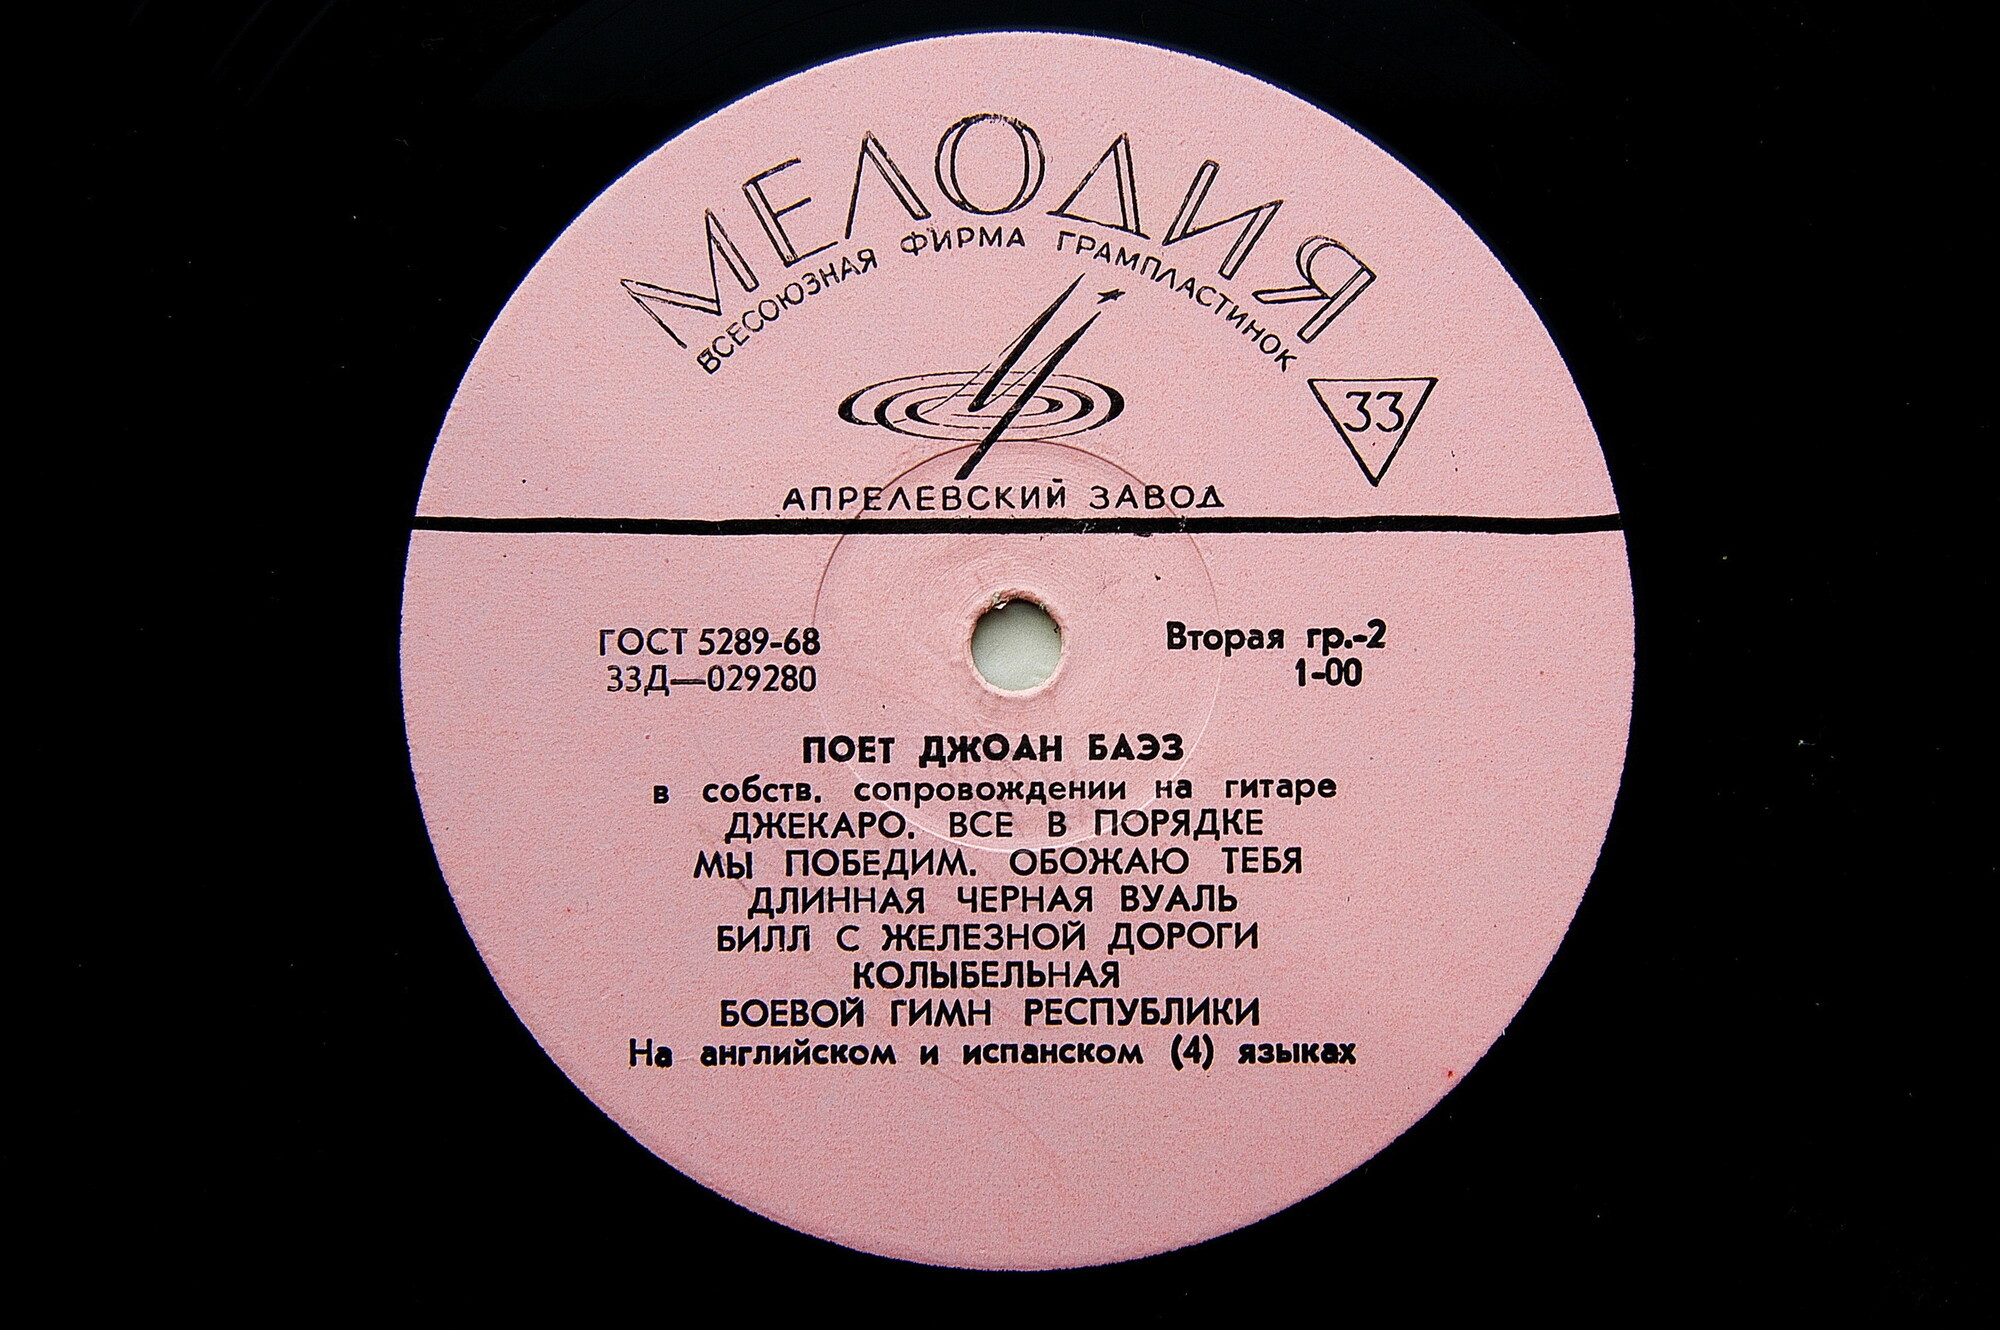 МЕЛОДИЯ
ВСЕСОЮЗНАЯ ФИРМА ГРАМПЛАСТИНОК
33
АПРЕЛЕВСКИЙ ЗАВОД
ГОСТ 5289-68
33Д—029280
Вторая гр.-2
1-00
ПОЕТ ДЖОАН БАЭЗ
в собств. сопровождении на гитаре
ДЖЕКАРО. ВСЕ В ПОРЯДКЕ
МЫ ПОБЕДИМ. ОБОЖАЮ ТЕБЯ
ДЛИННАЯ ЧЕРНАЯ ВУАЛЬ
БИЛЛ С ЖЕЛЕЗНОЙ ДОРОГИ
КОЛЫБЕЛЬНАЯ
БОЕВОЙ ГИМН РЕСПУБЛИКИ
На английском и испанском (4) языках